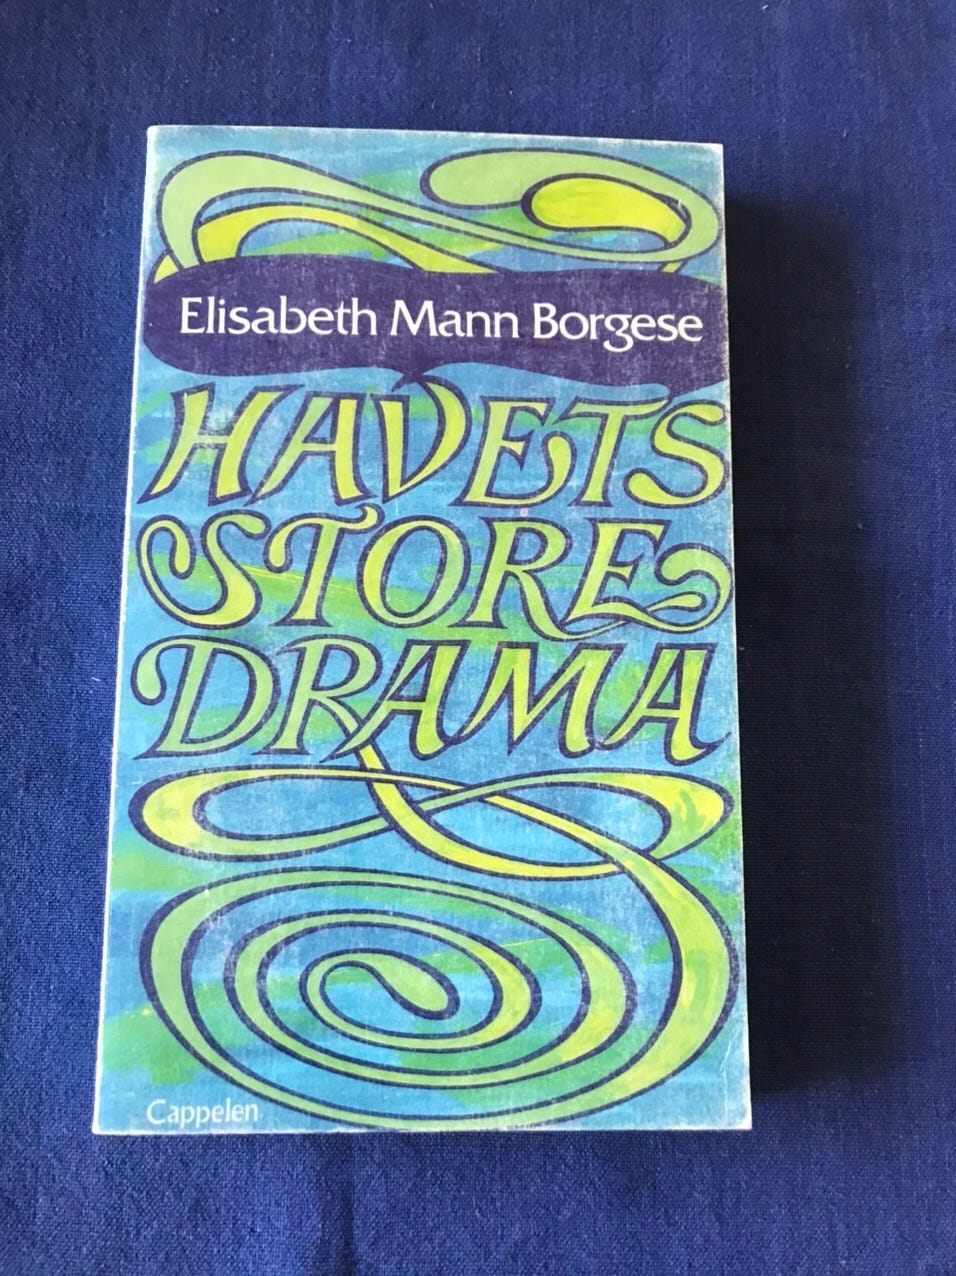 Elisabeth Mann Borgese
HAVETS
STORE
DRAMA
Cappelen